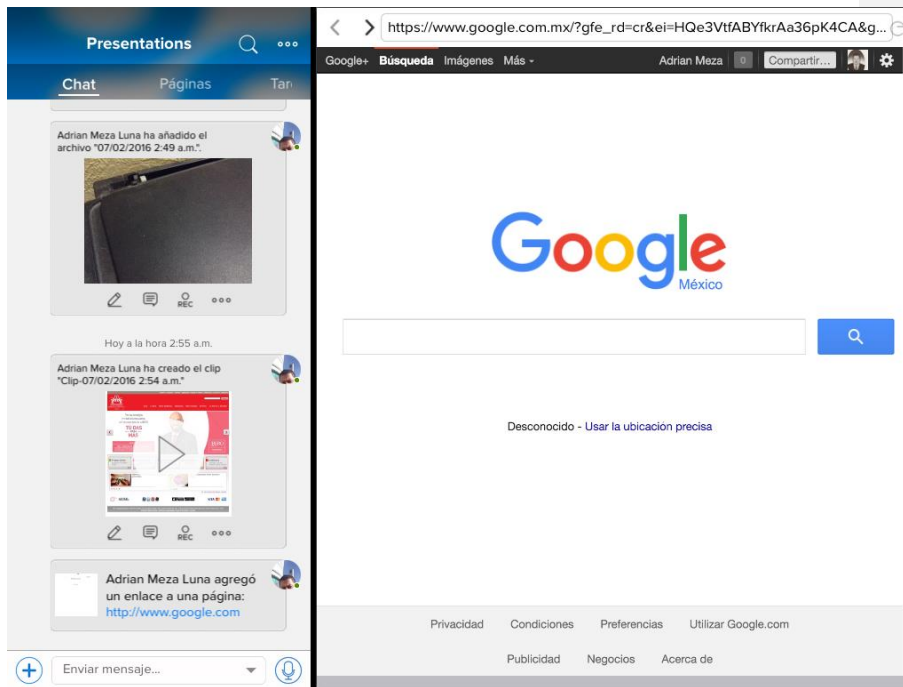 Presentations
Chat Páginas Tar
Adrian Meza Luna ha añadido el
archivo "07/02/2016 2:49 a.m.".
REC
Hoy a la hora 2:55 a.m.
Adrian Meza Luna ha creado el clip
"Clip-07/02/2016 2:54 a.m."
REC
Adrian Meza Luna agregó
un enlace a una página:
http://www.google.com
Enviar mensaje...
https://www.google.com.mx/?gfe_rd=cr&ei=HQe3VtfABYfkrAa36pK4CA&g...
Google+ Búsqueda Imágenes Más
Adrian Meza 0 Compartir...
Google
México
Desconocido - Usar la ubicación precisa
Privacidad Condiciones Preferencias Utilizar Google.com
Publicidad Negocios Acerca de